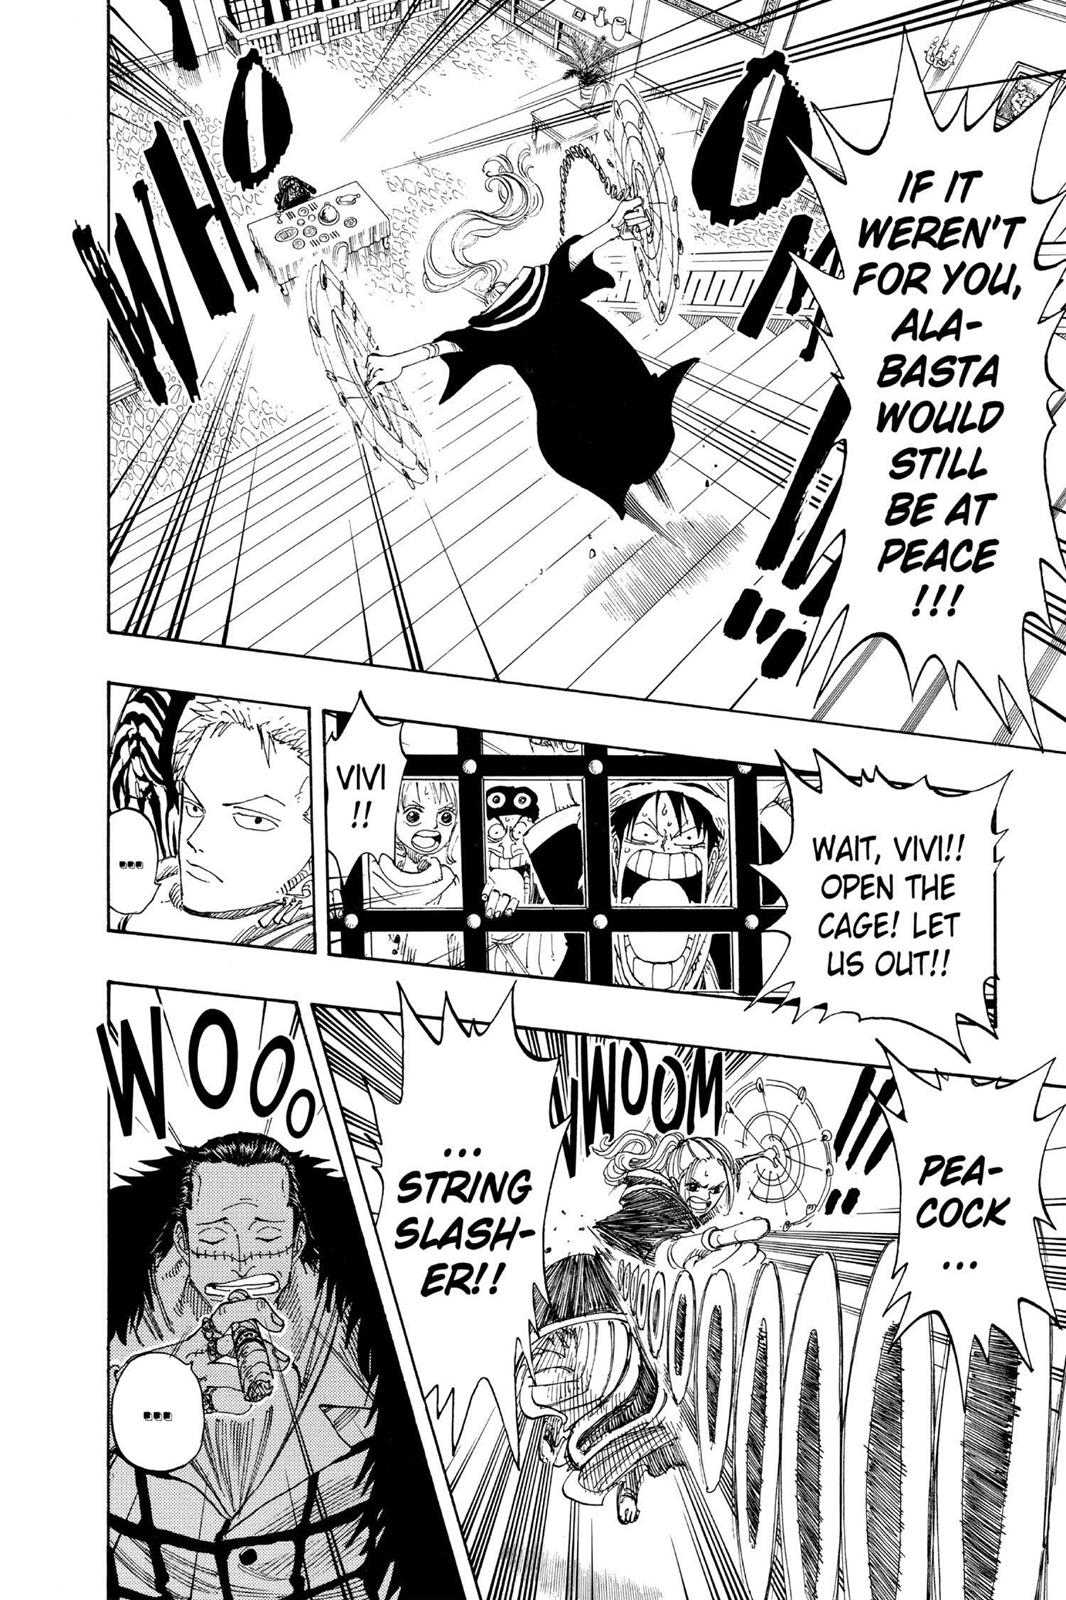 IF IT
WEREN'T
FOR YOU,
ALA-
BASTA
WOULD
STILL
BE AT
PEACE
!!!
WHOOM!!
WAIT, VIVI!!
OPEN THE
CAGE! LET
US OUT!!
VIVI
!!
...
PEA-
COCK
...
WOOM
!!
...
STRING
SLASH-
ER!!
WOOO
...